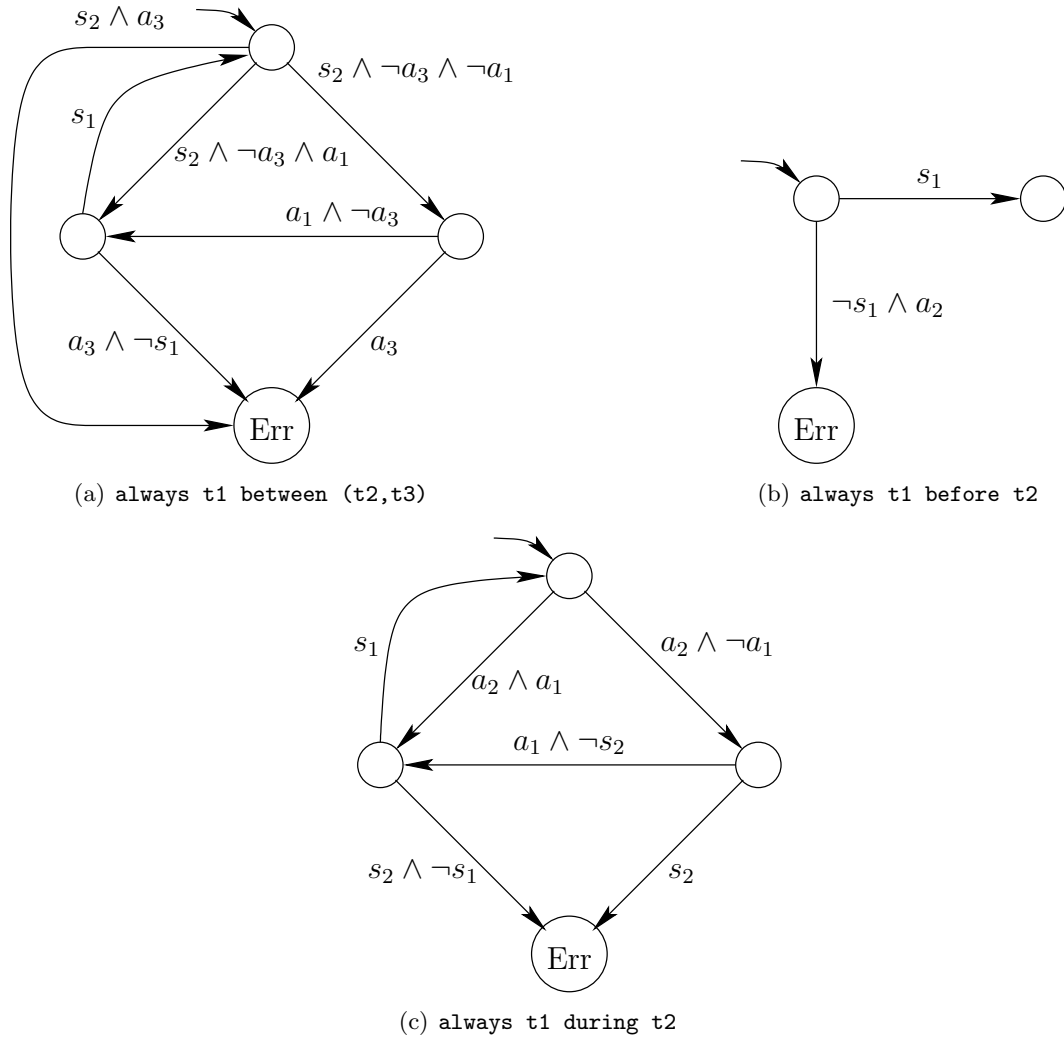 s₂ ∧ a₃
s₂ ∧ ¬a₃ ∧ ¬a₁
s₁
s₂ ∧ ¬a₃ ∧ a₁
a₁ ∧ ¬a₃
a₃ ∧ ¬s₁
a₃
Err
(a) always t1 between (t2,t3)
s₁
¬s₁ ∧ a₂
Err
(b) always t1 before t2
s₁
a₂ ∧ ¬a₁
a₂ ∧ a₁
a₁ ∧ ¬s₂
s₂ ∧ ¬s₁
s₂
Err
(c) always t1 during t2